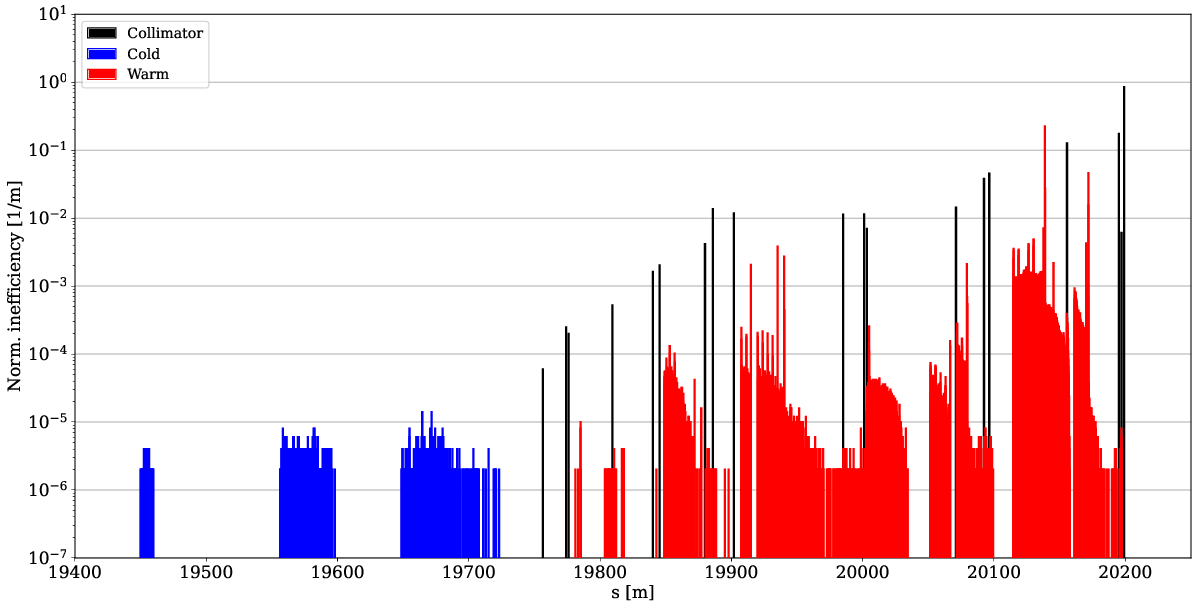 10¹
10⁰
10⁻¹
10⁻²
10⁻³
10⁻⁴
10⁻⁵
10⁻⁶
10⁻⁷
Norm. inefficiency [1/m]
Collimator
Cold
Warm
19400 19500 19600 19700 19800 19900 20000 20100 20200
s [m]